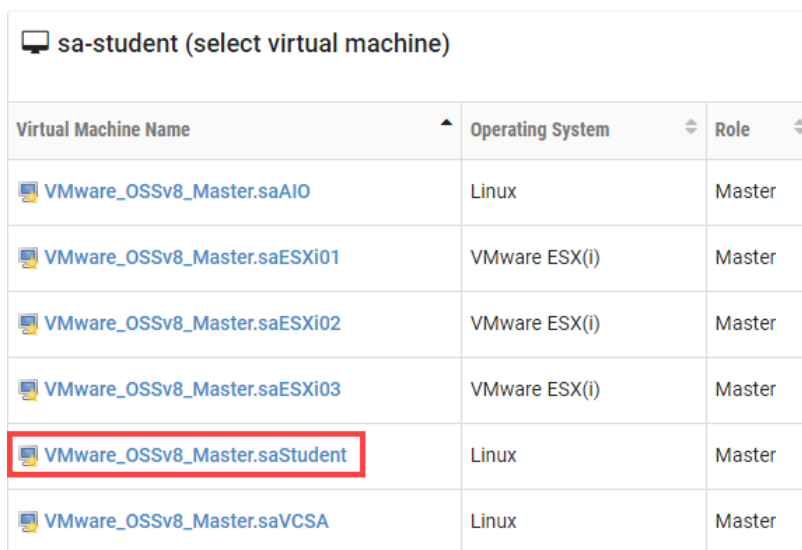 sa-student (select virtual machine)
Virtual Machine Name Operating System Role
VMware_OSSv8_Master.saAIO Linux Master
VMware_OSSv8_Master.saESXi01 VMware ESX(i) Master
VMware_OSSv8_Master.saESXi02 VMware ESX(i) Master
VMware_OSSv8_Master.saESXi03 VMware ESX(i) Master
VMware_OSSv8_Master.saStudent Linux Master
VMware_OSSv8_Master.saVCSA Linux Master